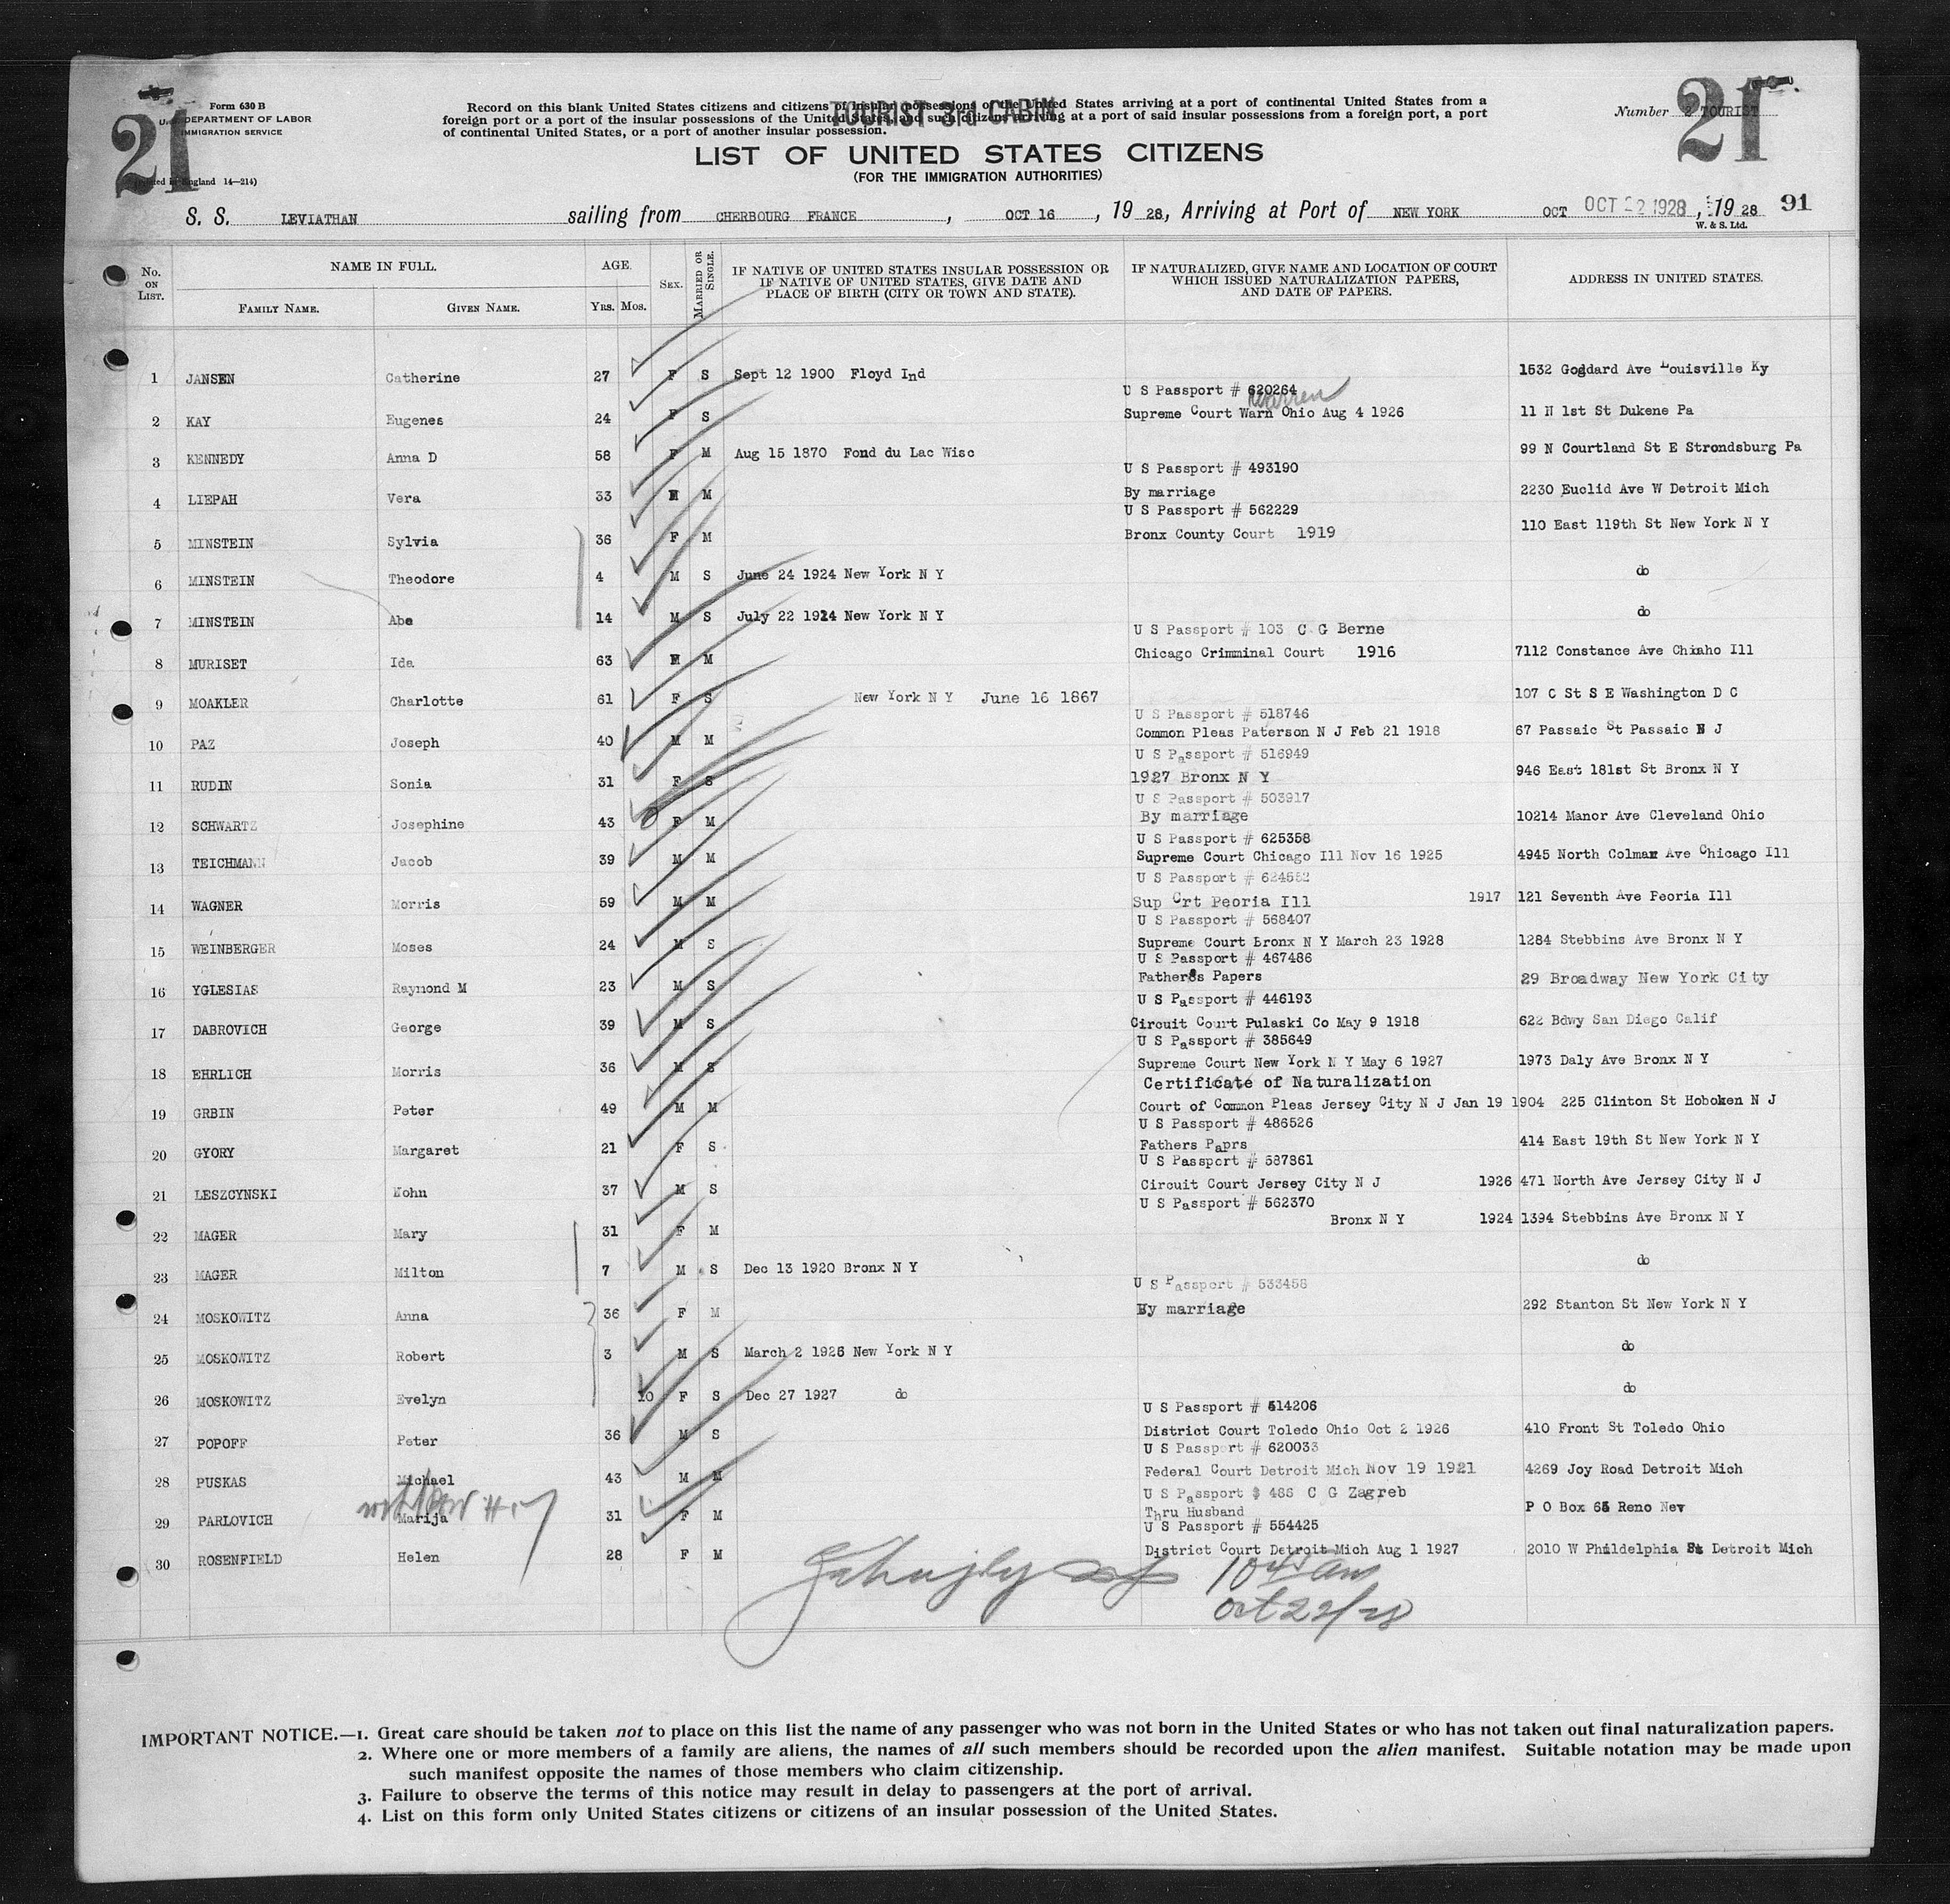 21
Form 630 B
U.S. DEPARTMENT OF LABOR
IMMIGRATION SERVICE
(Printed in England 14—214)
TOURIST 3rd CABIN
Record on this blank United States citizens and citizens of insular possessions of the United States arriving at a port of continental United States from a
foreign port or a port of the insular possessions of the United States, and such citizens arriving at a port of said insular possessions from a foreign port, a port
of continental United States, or a port of another insular possession.
Number 2 TOURIST
21
LIST OF UNITED STATES CITIZENS
(FOR THE IMMIGRATION AUTHORITIES)
S. S. LEVIATHAN sailing from CHERBOURG FRANCE, OCT 16, 19 28, Arriving at Port of NEW YORK OCT OCT 22 1928, 19 28 91
W. & S. Ltd.
No. ON LIST. NAME IN FULL. AGE. SEX. MARRIED OR SINGLE. IF NATIVE OF UNITED STATES INSULAR POSSESSION OR IF NATIVE OF UNITED STATES, GIVE DATE AND PLACE OF BIRTH (CITY OR TOWN AND STATE). IF NATURALIZED, GIVE NAME AND LOCATION OF COURT WHICH ISSUED NATURALIZATION PAPERS, AND DATE OF PAPERS. ADDRESS IN UNITED STATES.
FAMILY NAME. GIVEN NAME. YRS. MOS.
1 JANSEN Catherine 27 F S Sept 12 1900 Floyd Ind 1532 Goddard Ave Louisville Ky
U S Passport # 620264
Warren
2 KAY Eugenes 24 F S Supreme Court Warn Ohio Aug 4 1926 11 N 1st St Dukene Pa
3 KENNEDY Anna D 58 F M Aug 15 1870 Fond du Lac Wisc 99 N Courtland St E Strondsburg Pa
U S Passport # 493190
4 LIEPAH Vera 33 F M By marriage 2230 Euclid Ave W Detroit Mich
U S Passport # 562229
5 MINSTEIN Sylvia 36 F M Bronx County Court 1919 110 East 119th St New York N Y
6 MINSTEIN Theodore 4 M S June 24 1924 New York N Y do
7 MINSTEIN Abe 14 M S July 22 1914 New York N Y do
U S Passport # 103 C G Berne
8 MURISET Ida 63 F M Chicago Crimminal Court 1916 7112 Constance Ave Chiaho Ill
9 MOAKLER Charlotte 61 F S New York N Y June 16 1867 107 C St S E Washington D C
U S Passport # 518746
10 PAZ Joseph 40 M M Common Pleas Paterson N J Feb 21 1918 67 Passaic St Passaic N J
U S Passport # 516949
11 RUDIN Sonia 31 F S 1927 Bronx N Y 946 East 181st St Bronx N Y
U S Passport # 503917
12 SCHWARTZ Josephine 43 F M By marriage 10214 Manor Ave Cleveland Ohio
U S Passport # 625358
13 TEICHMANN Jacob 39 M M Supreme Court Chicago Ill Nov 16 1925 4945 North Colmar Ave Chicago Ill
U S Passport # 624552
14 WAGNER Morris 59 M M Sup Crt Peoria Ill 1917 121 Seventh Ave Peoria Ill
U S Passport # 568407
15 WEINBERGER Moses 24 M S Supreme Court Bronx N Y March 23 1928 1284 Stebbins Ave Bronx N Y
U S Passport # 467486
16 YGLESIAS Raymond M 23 M S Fathers Papers 29 Broadway New York City
U S Passport # 446193
17 DABROVICH George 39 M S Circuit Court Pulaski Co May 9 1918 622 Bdwy San Diego Calif
U S Passport # 385649
18 EHRLICH Morris 36 M S Supreme Court New York N Y May 6 1927 1973 Daly Ave Bronx N Y
Certificate of Naturalization
19 GRBIN Peter 49 M M Court of Common Pleas Jersey City N J Jan 19 1904 225 Clinton St Hoboken N J
U S Passport # 486526
20 GYORY Margaret 21 F S Fathers Paprs 414 East 19th St New York N Y
U S Passport # 587361
21 LESZCYNSKI Kohn 37 M S Circuit Court Jersey City N J 1926 471 North Ave Jersey City N J
U S Passport # 562370
22 MAGER Mary 31 F M Bronx N Y 1924 1394 Stebbins Ave Bronx N Y
23 MAGER Milton 7 M S Dec 13 1920 Bronx N Y do
U S Passport # 533458
24 MOSKOWITZ Anna 36 F M By marriage 292 Stanton St New York N Y
25 MOSKOWITZ Robert 3 M S March 2 1925 New York N Y do
26 MOSKOWITZ Evelyn 10 F S Dec 27 1927 do do
U S Passport # 514206
27 POPOFF Peter 36 M S District Court Toledo Ohio Oct 2 1926 410 Front St Toledo Ohio
U S Passport # 620033
28 PUSKAS Michael 43 M M Federal Court Detroit Mich Nov 19 1921 4269 Joy Road Detroit Mich
U S Passport $ 486 C G Zagreb
29 PARLOVICH Marija 31 F M Thru Husband P O Box 65 Reno Nev
U S Passport # 554425
30 ROSENFIELD Helen 28 F M District Court Detroit Mich Aug 1 1927 2010 W Phildelphia St Detroit Mich
10 45 am
Oct 22/28
IMPORTANT NOTICE.—1. Great care should be taken not to place on this list the name of any passenger who was not born in the United States or who has not taken out final naturalization papers.
2. Where one or more members of a family are aliens, the names of all such members should be recorded upon the alien manifest. Suitable notation may be made upon
such manifest opposite the names of those members who claim citizenship.
3. Failure to observe the terms of this notice may result in delay to passengers at the port of arrival.
4. List on this form only United States citizens or citizens of an insular possession of the United States.